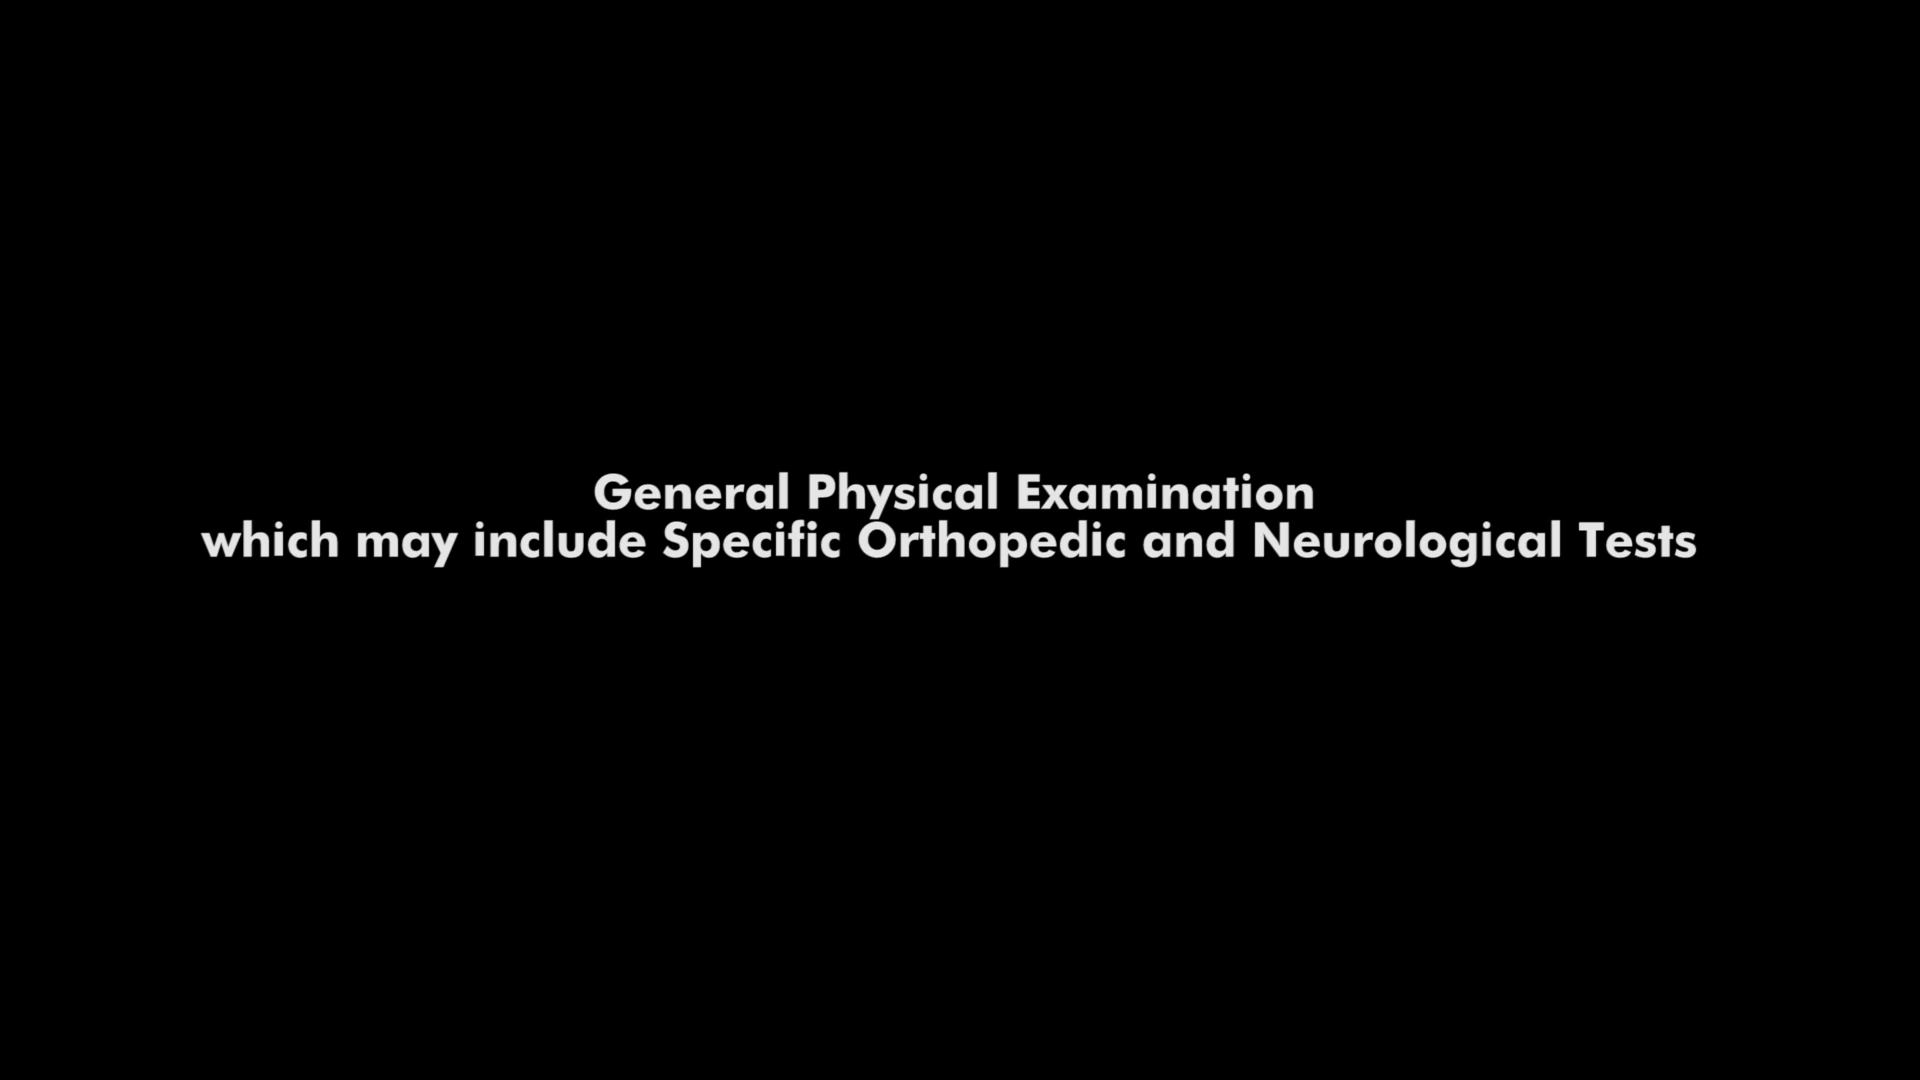 General Physical Examination
which may include Specific Orthopedic and Neurological Tests